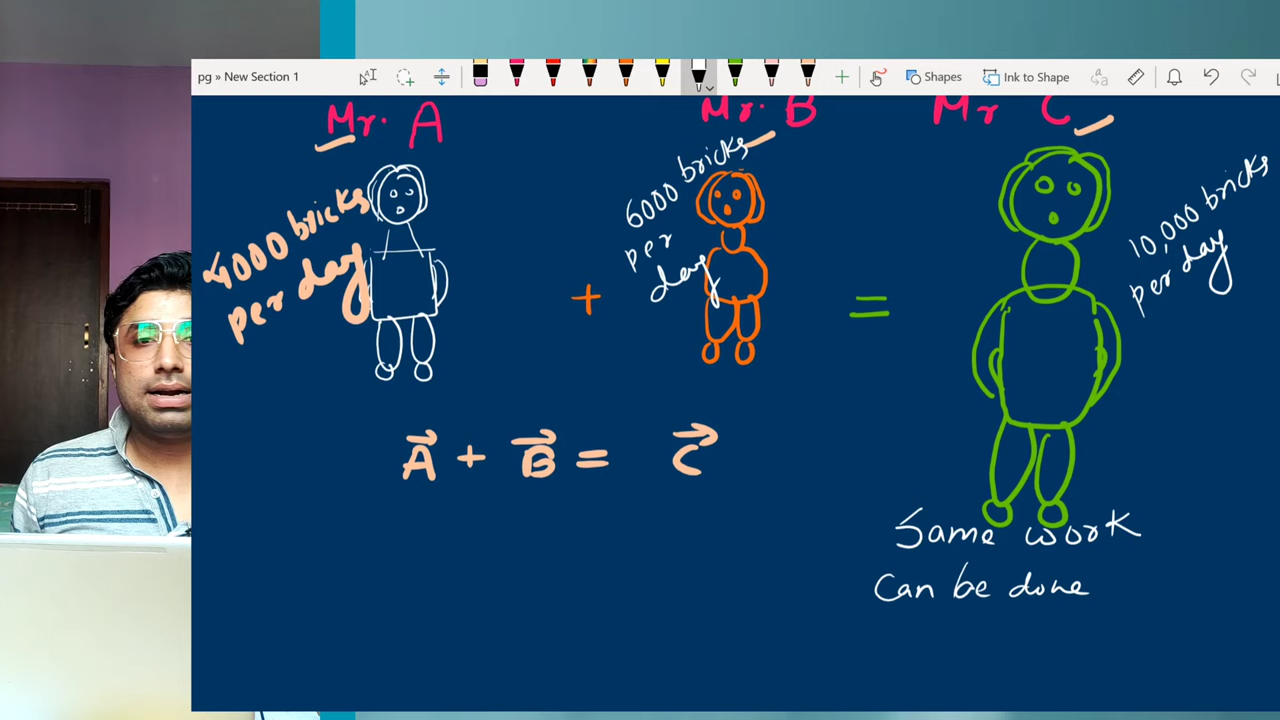 pg » New Section 1
Shapes
Ink to Shape
Mr. A
Mr. B
Mr C
4000 bricks
per day
6000 bricks
per
day
10,000 bricks
per day
+
=
A⃗ + B⃗ = C⃗
Same work
Can be done